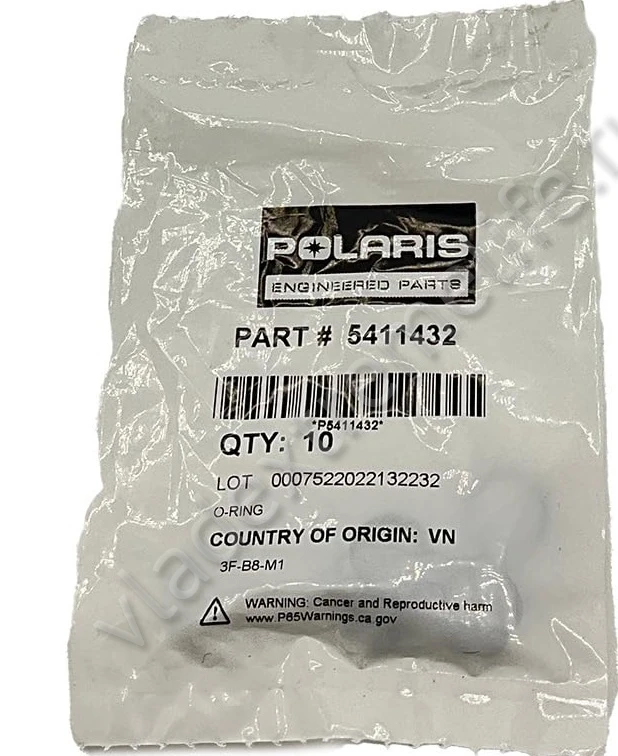 POLARIS
ENGINEERED PARTS
PART # 5411432
*P5411432*
QTY: 10
LOT 0007522022132232
O-RING
COUNTRY OF ORIGIN: VN
3F-B8-M1
WARNING: Cancer and Reproductive harm
www.P65Warnings.ca.gov